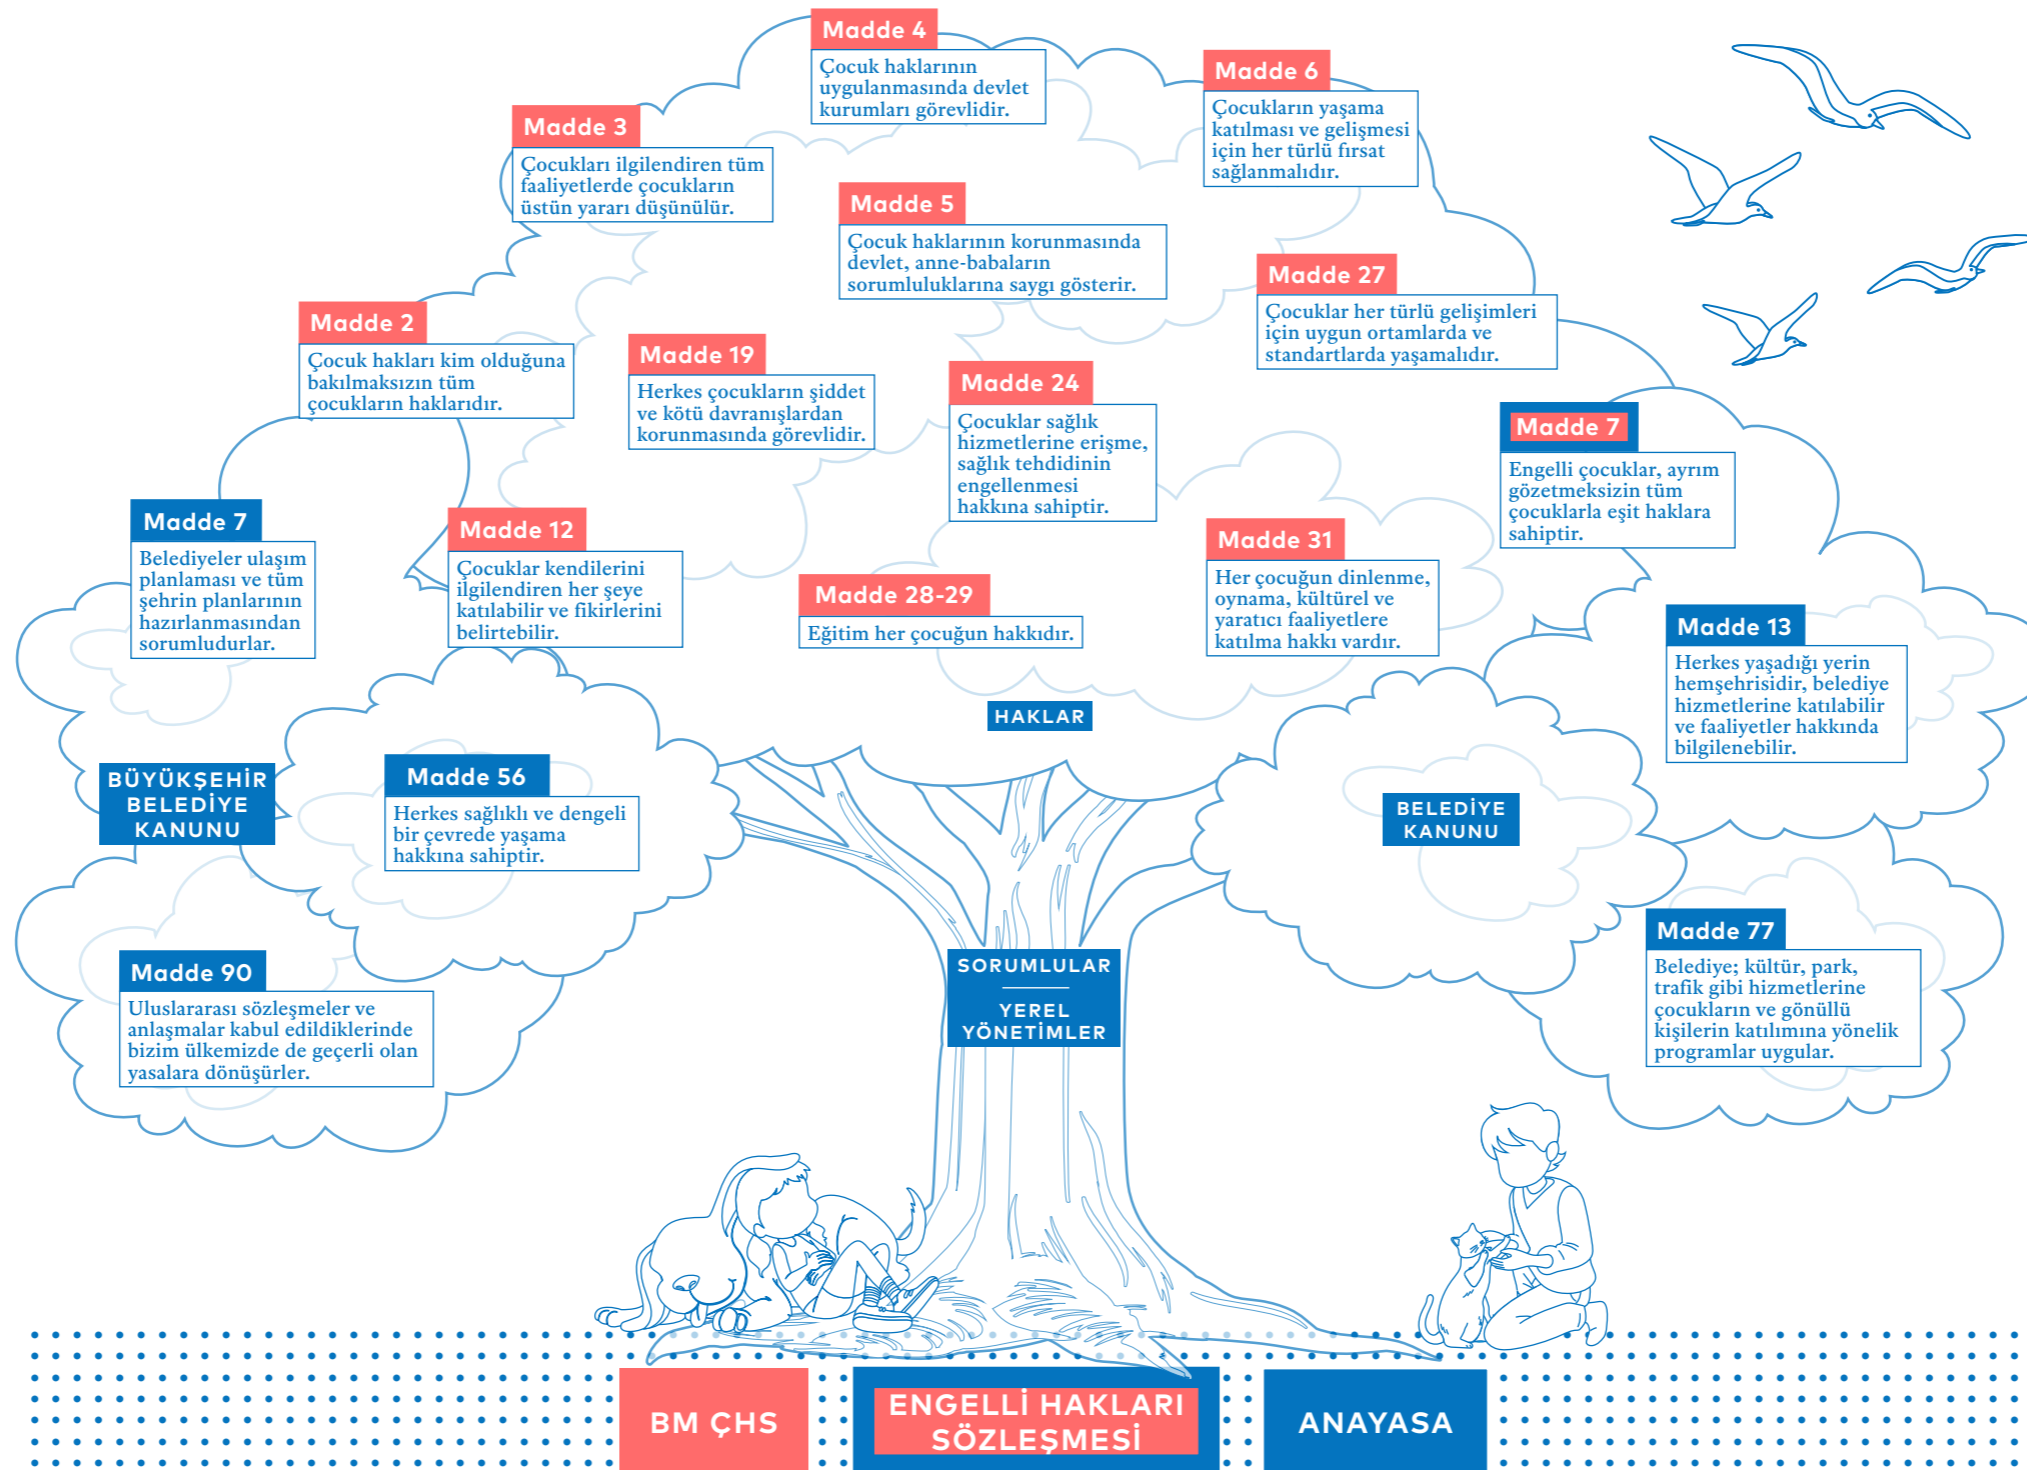 Madde 4
Çocuk haklarının
uygulanmasında devlet
kurumları görevlidir.
Madde 6
Çocukların yaşama
katılması ve gelişmesi
için her türlü fırsat
sağlanmalıdır.
Madde 3
Çocukları ilgilendiren tüm
faaliyetlerde çocukların
üstün yararı düşünülür.
Madde 5
Çocuk haklarının korunmasında
devlet, anne-babaların
sorumluluklarına saygı gösterir.
Madde 27
Çocuklar her türlü gelişimleri
için uygun ortamlarda ve
standartlarda yaşamalıdır.
Madde 2
Çocuk hakları kim olduğuna
bakılmaksızın tüm
çocukların haklarıdır.
Madde 19
Herkes çocukların şiddet
ve kötü davranışlardan
korunmasında görevlidir.
Madde 24
Çocuklar sağlık
hizmetlerine erişme,
sağlık tehdidinin
engellenmesi
hakkına sahiptir.
Madde 7
Engelli çocuklar, ayrım
gözetmeksizin tüm
çocuklarla eşit haklara
sahiptir.
Madde 7
Belediyeler ulaşım
planlaması ve tüm
şehrin planlarının
hazırlanmasından
sorumludurlar.
Madde 12
Çocuklar kendilerini
ilgilendiren her şeye
katılabilir ve fikirlerini
belirtebilir.
Madde 28-29
Eğitim her çocuğun hakkıdır.
Madde 31
Her çocuğun dinlenme,
oynama, kültürel ve
yaratıcı faaliyetlere
katılma hakkı vardır.
Madde 13
Herkes yaşadığı yerin
hemşehrisidir, belediye
hizmetlerine katılabilir
ve faaliyetler hakkında
bilgilenebilir.
HAKLAR
BÜYÜKŞEHİR
BELEDİYE
KANUNU
Madde 56
Herkes sağlıklı ve dengeli
bir çevrede yaşama
hakkına sahiptir.
BELEDİYE
KANUNU
Madde 90
Uluslararası sözleşmeler ve
anlaşmalar kabul edildiklerinde
bizim ülkemizde de geçerli olan
yasalara dönüşürler.
SORUMLULAR
YEREL
YÖNETİMLER
Madde 77
Belediye; kültür, park,
trafik gibi hizmetlerine
çocukların ve gönüllü
kişilerin katılımına yönelik
programlar uygular.
BM ÇHS
ENGELLİ HAKLARI
SÖZLEŞMESİ
ANAYASA